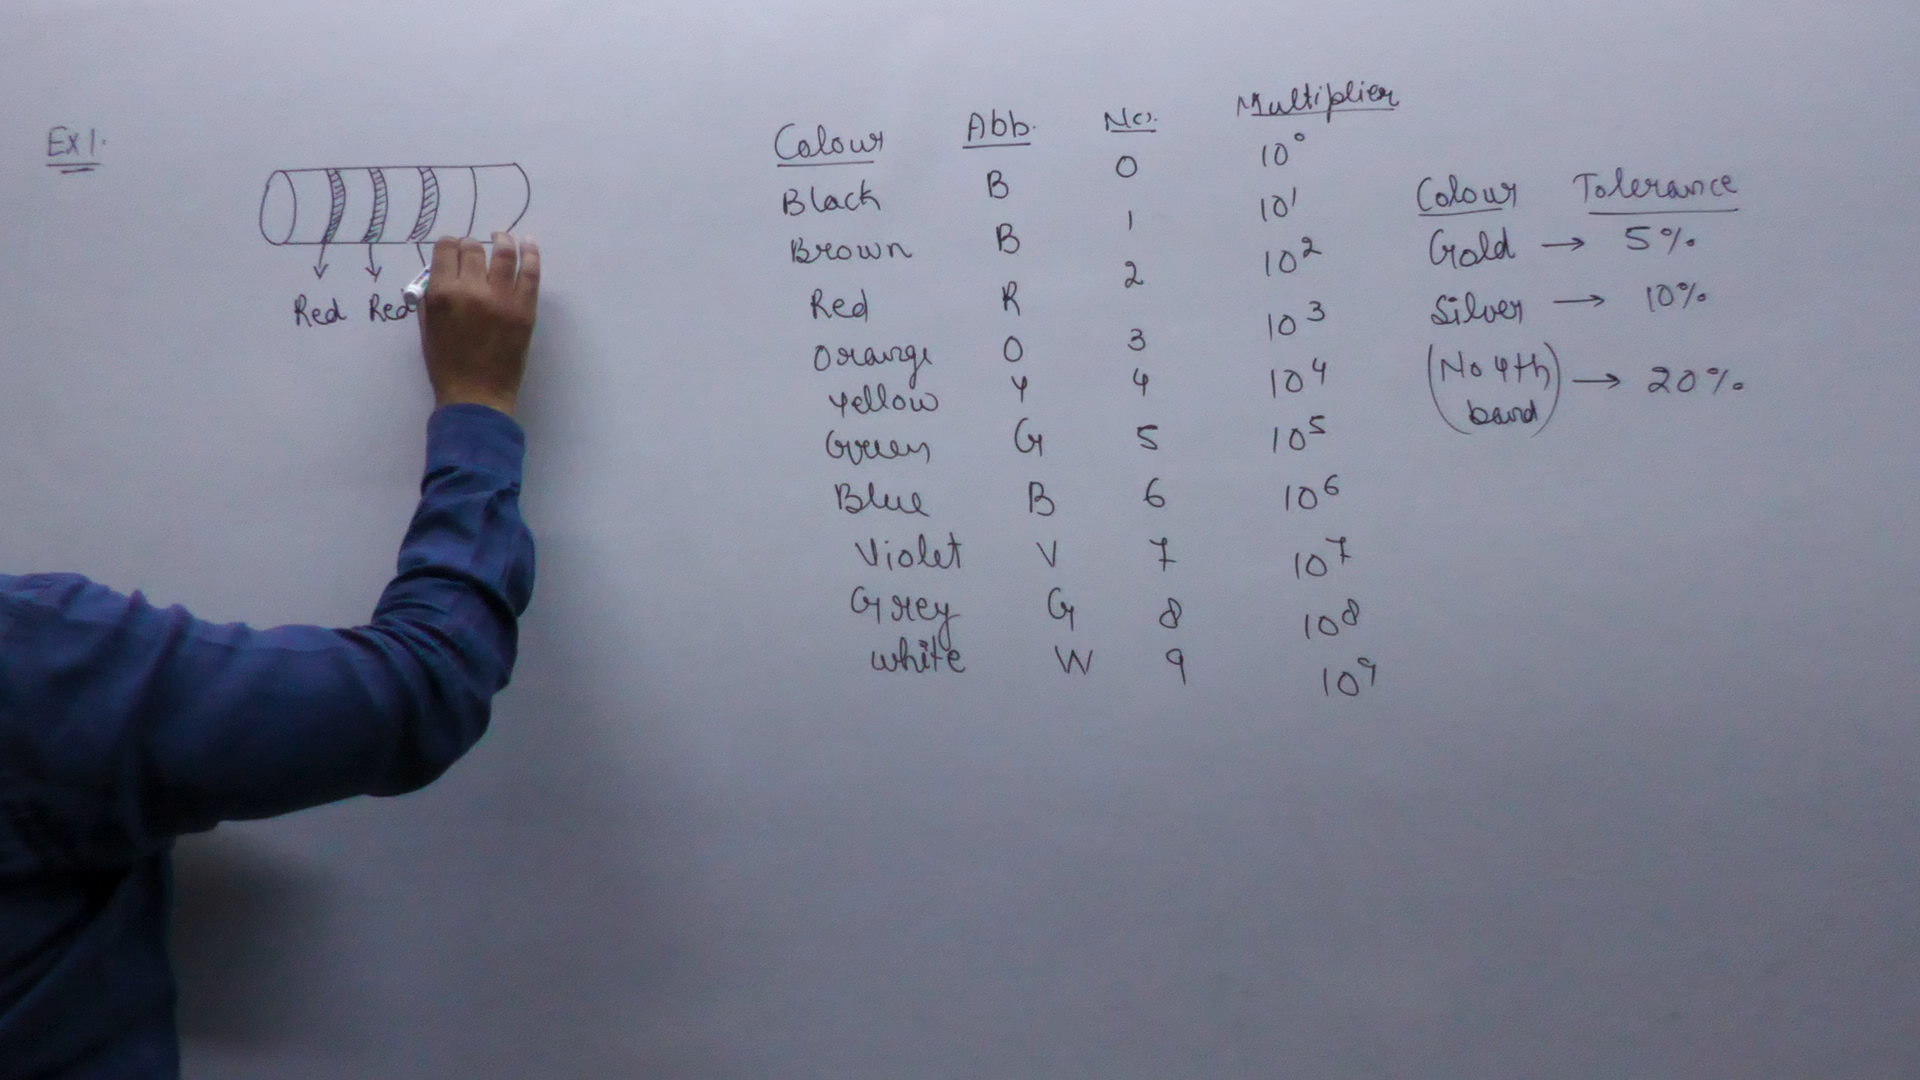 Ex 1.
Red Red
Colour Abb. No. Multiplier
Black B 0 10⁰
Brown B 1 10¹
Red R 2 10²
Orange O 3 10³
Yellow Y 4 10⁴
Green G 5 10⁵
Blue B 6 10⁶
Violet V 7 10⁷
Grey G 8 10⁸
White W 9 10⁹
Colour Tolerance
Gold → 5%
Silver → 10%
(No 4th band) → 20%